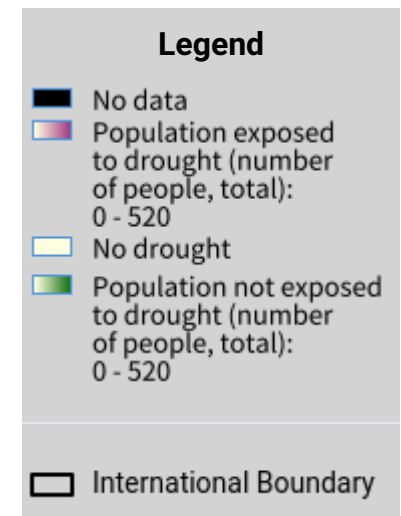 Legend
No data
Population exposed
to drought (number
of people, total):
0 - 520
No drought
Population not exposed
to drought (number
of people, total):
0 - 520
International Boundary